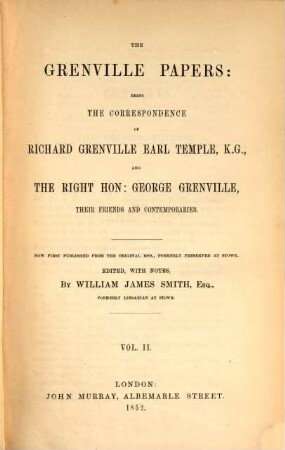 THE
GRENVILLE PAPERS:
BEING
THE CORRESPONDENCE
OF
RICHARD GRENVILLE EARL TEMPLE, K.G.,
AND
THE RIGHT HON: GEORGE GRENVILLE,
THEIR FRIENDS AND CONTEMPORARIES.
NOW FIRST PUBLISHED FROM THE ORIGINAL MSS., FORMERLY PRESERVED AT STOWE.
EDITED, WITH NOTES,
BY WILLIAM JAMES SMITH, ESQ.,
FORMERLY LIBRARIAN AT STOWE.
VOL. II.
LONDON:
JOHN MURRAY, ALBEMARLE STREET.
1852.